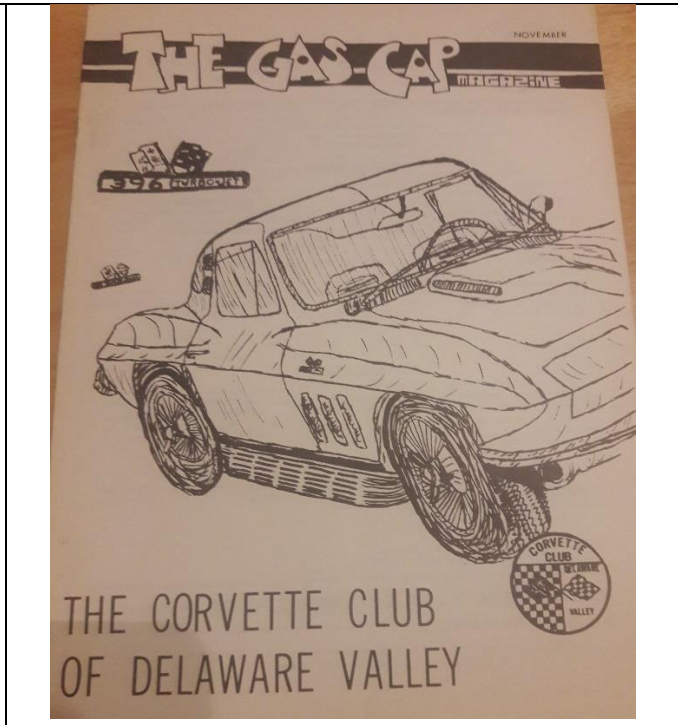 NOVEMBER
THE GAS CAP
MAGAZINE
396 TURBO JET
CORVETTE
CLUB
DELAWARE
VALLEY
THE CORVETTE CLUB
OF DELAWARE VALLEY